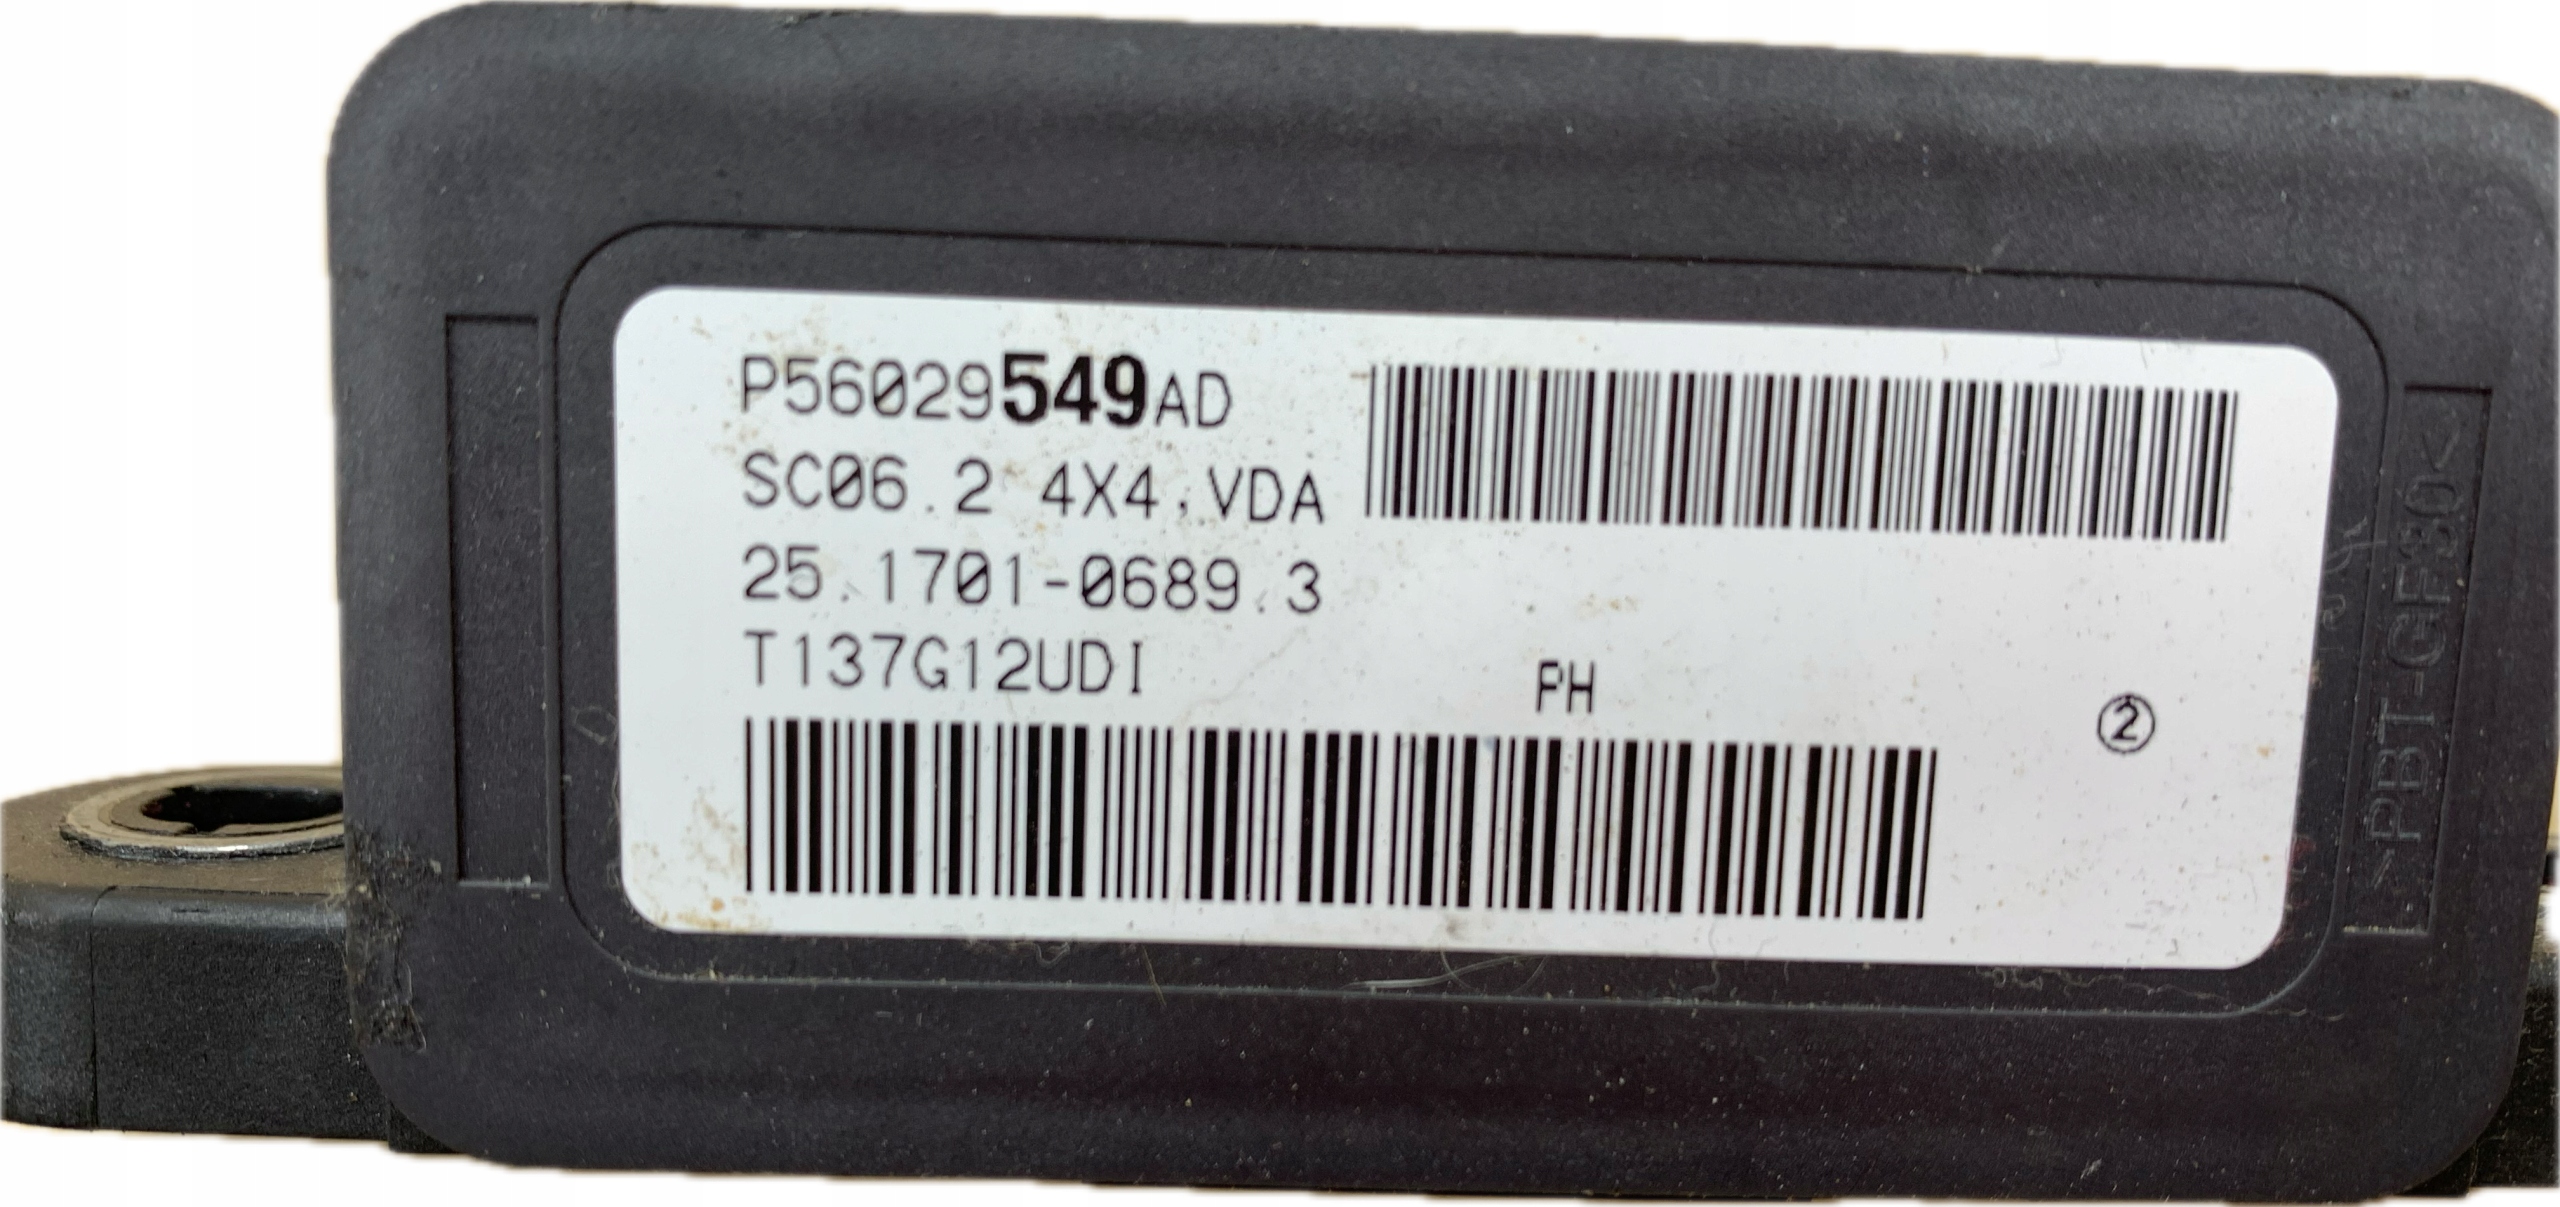 P56029549AD
SC06.2 4X4,VDA
25.1701-0689.3
T137G12UDI
PH
2
>PBT-GF30<